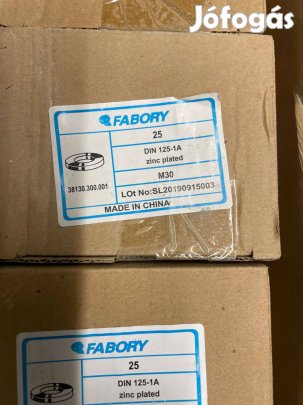 Jófogás
FABORY
25
DIN 125-1A
zinc plated
38130.300.001
M30
LOt No:SL20190915003
MADE IN CHINA
FABORY
25
DIN 125-1A
zinc plated